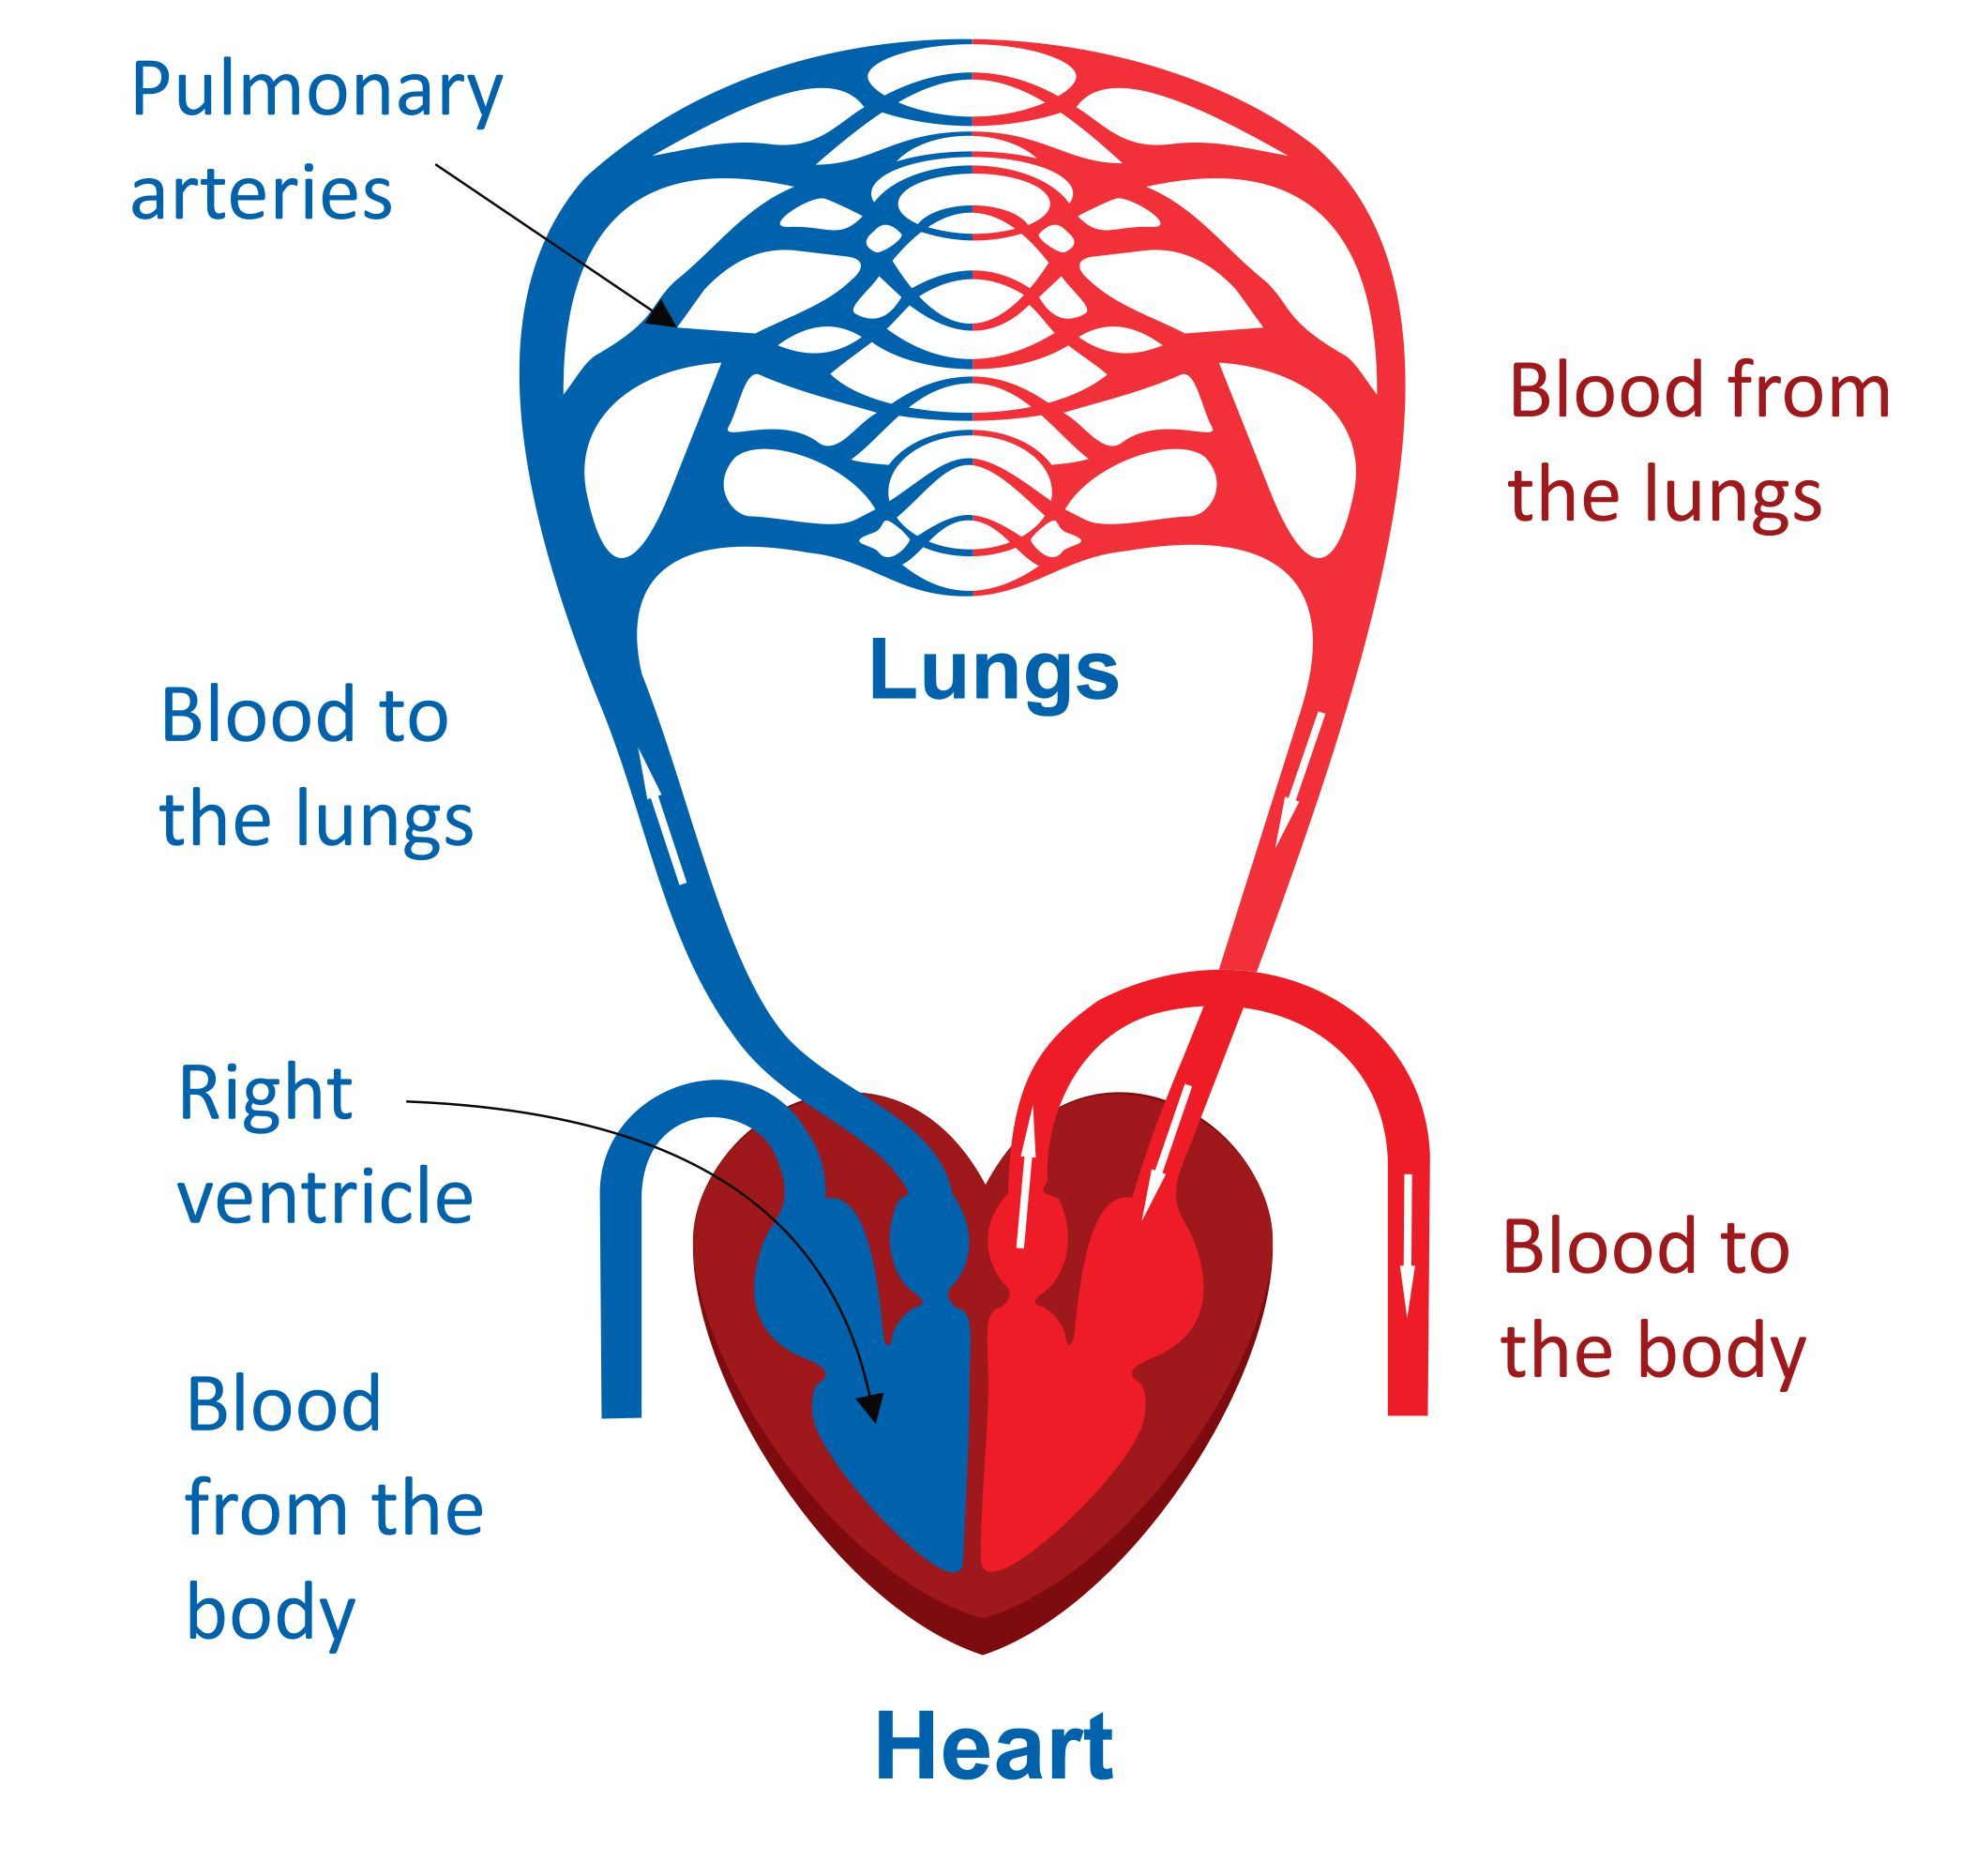 Pulmonary
arteries
Blood from
the lungs
Lungs
Blood to
the lungs
Right
ventricle
Blood to
the body
Blood
from the
body
Heart